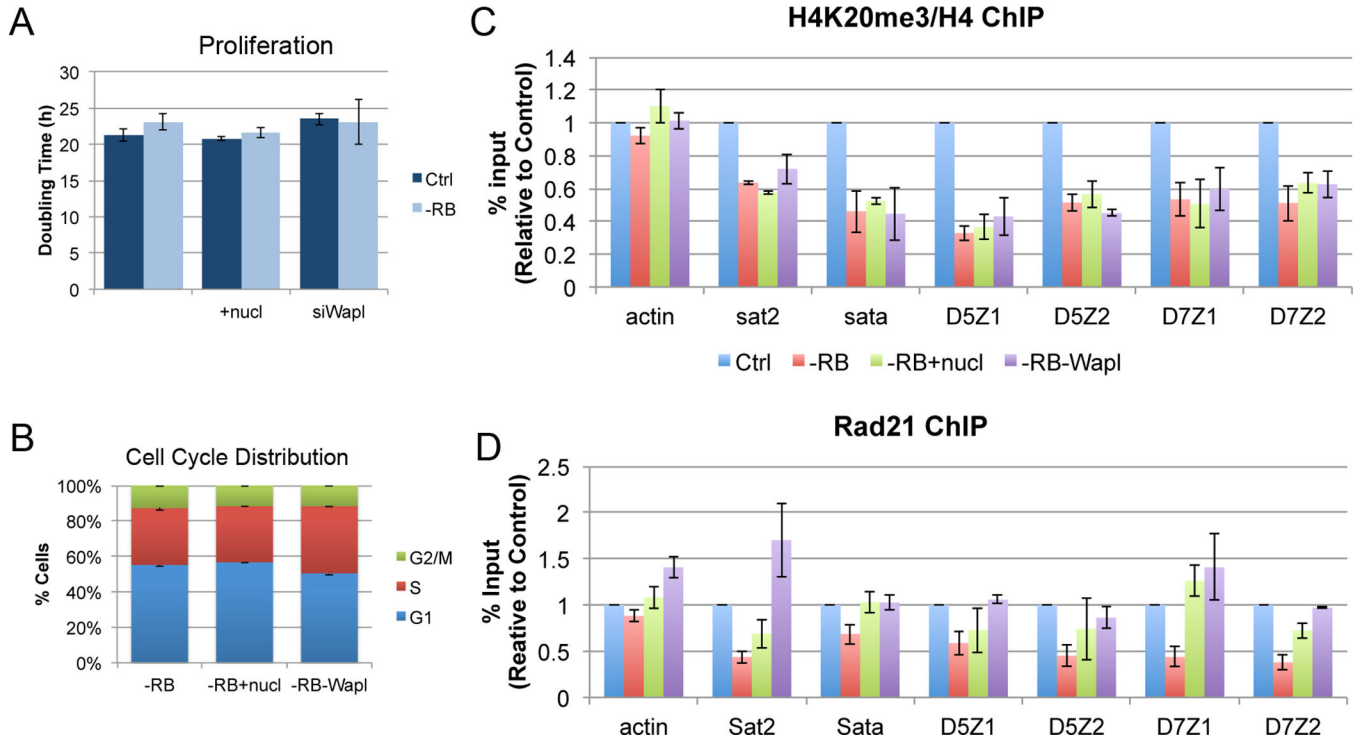 A
Proliferation
Doubling Time (h)
30
25
20
15
10
5
0
+nucl
siWapl
Ctrl
-RB
B
Cell Cycle Distribution
% Cells
100%
80%
60%
40%
20%
0%
-RB
-RB+nucl
-RB-Wapl
G2/M
S
G1
C
H4K20me3/H4 ChIP
% input
(Relative to Control)
1.4
1.2
1
0.8
0.6
0.4
0.2
0
actin
sat2
sata
D5Z1
D5Z2
D7Z1
D7Z2
Ctrl
-RB
-RB+nucl
-RB-Wapl
D
Rad21 ChIP
% Input
(Reative to Control)
2.5
2
1.5
1
0.5
0
actin
Sat2
Sata
D5Z1
D5Z2
D7Z1
D7Z2